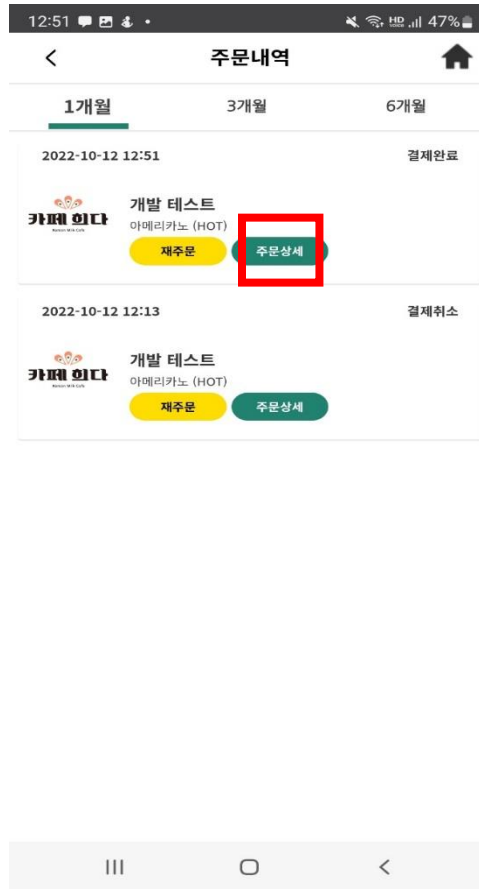 12:51 47%
주문내역
1개월 3개월 6개월
2022-10-12 12:51 결제완료
카페 희다
개발 테스트
아메리카노 (HOT)
재주문 주문상세
2022-10-12 12:13 결제취소
카페 희다
개발 테스트
아메리카노 (HOT)
재주문 주문상세